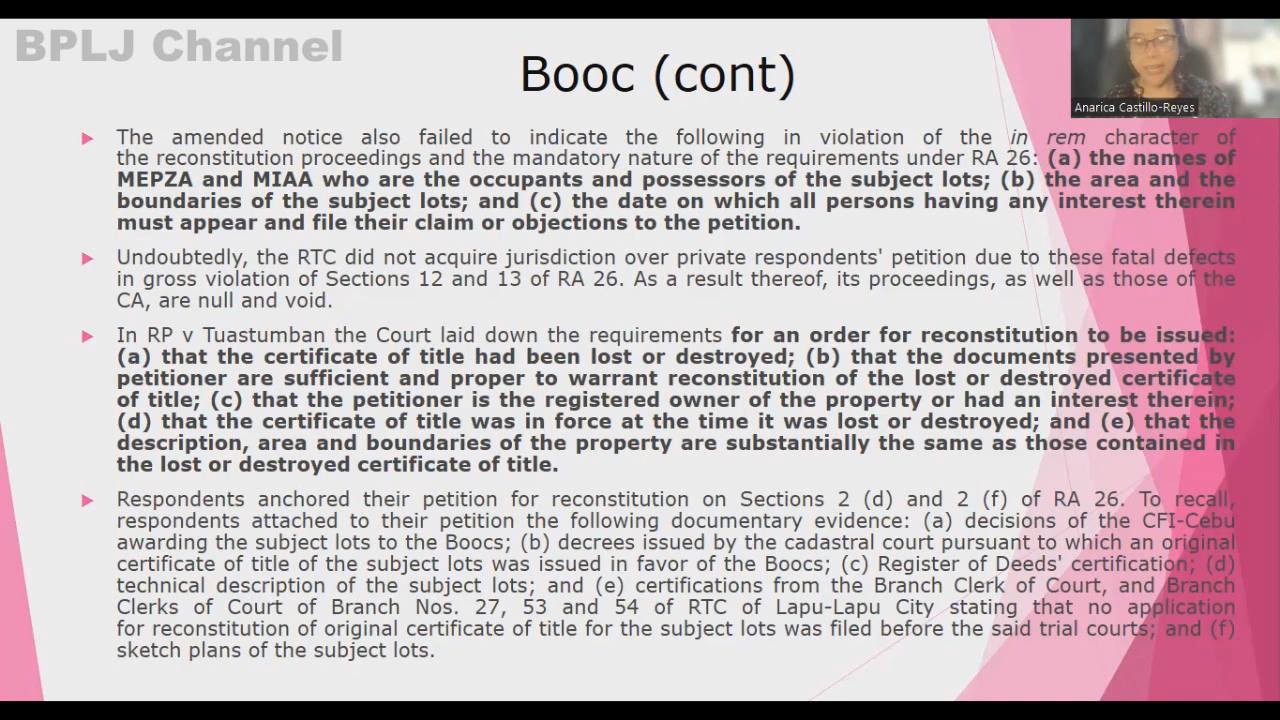 BPLJ Channel
Booc (cont)
Anarica Castillo-Reyes
The amended notice also failed to indicate the following in violation of the in rem character of
the reconstitution proceedings and the mandatory nature of the requirements under RA 26: (a) the names of
MEPZA and MIAA who are the occupants and possessors of the subject lots; (b) the area and the
boundaries of the subject lots; and (c) the date on which all persons having any interest therein
must appear and file their claim or objections to the petition.
Undoubtedly, the RTC did not acquire jurisdiction over private respondents' petition due to these fatal defects
in gross violation of Sections 12 and 13 of RA 26. As a result thereof, its proceedings, as well as those of the
CA, are null and void.
In RP v Tuastumban the Court laid down the requirements for an order for reconstitution to be issued:
(a) that the certificate of title had been lost or destroyed; (b) that the documents presented by
petitioner are sufficient and proper to warrant reconstitution of the lost or destroyed certificate
of title; (c) that the petitioner is the registered owner of the property or had an interest therein;
(d) that the certificate of title was in force at the time it was lost or destroyed; and (e) that the
description, area and boundaries of the property are substantially the same as those contained in
the lost or destroyed certificate of title.
Respondents anchored their petition for reconstitution on Sections 2 (d) and 2 (f) of RA 26. To recall,
respondents attached to their petition the following documentary evidence: (a) decisions of the CFI-Cebu
awarding the subject lots to the Boocs; (b) decrees issued by the cadastral court pursuant to which an original
certificate of title of the subject lots was issued in favor of the Boocs; (c) Register of Deeds' certification; (d)
technical description of the subject lots; and (e) certifications from the Branch Clerk of Court, and Branch
Clerks of Court of Branch Nos. 27, 53 and 54 of RTC of Lapu-Lapu City stating that no application
for reconstitution of original certificate of title for the subject lots was filed before the said trial courts; and (f)
sketch plans of the subject lots.